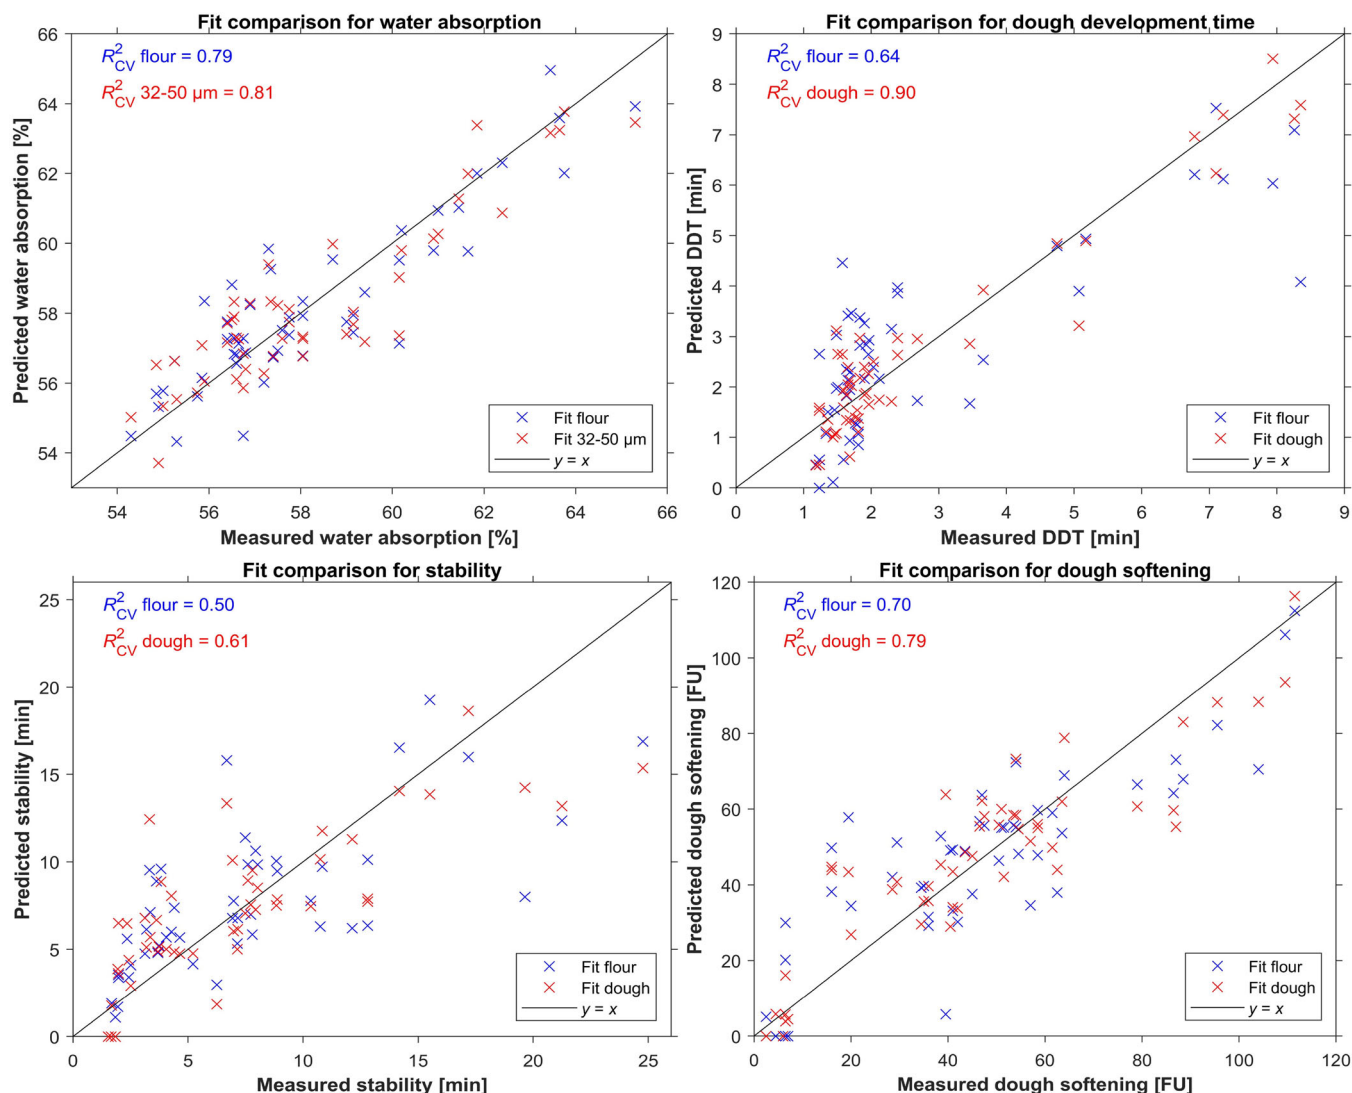 Fit comparison for water absorption
R²CV flour = 0.79
R²CV 32-50 µm = 0.81
Predicted water absorption [%]
66
64
62
60
58
56
54
Fit flour
Fit 32-50 µm
y = x
54 56 58 60 62 64 66
Measured water absorption [%]
Fit comparison for dough development time
R²CV flour = 0.64
R²CV dough = 0.90
Predicted DDT [min]
9
8
7
6
5
4
3
2
1
0
Fit flour
Fit dough
y = x
0 1 2 3 4 5 6 7 8 9
Measured DDT [min]
Fit comparison for stability
R²CV flour = 0.50
R²CV dough = 0.61
Predicted stability [min]
25
20
15
10
5
0
Fit flour
Fit dough
y = x
0 5 10 15 20 25
Measured stability [min]
Fit comparison for dough softening
R²CV flour = 0.70
R²CV dough = 0.79
Predicted dough softening [FU]
120
100
80
60
40
20
0
Fit flour
Fit dough
y = x
0 20 40 60 80 100 120
Measured dough softening [FU]